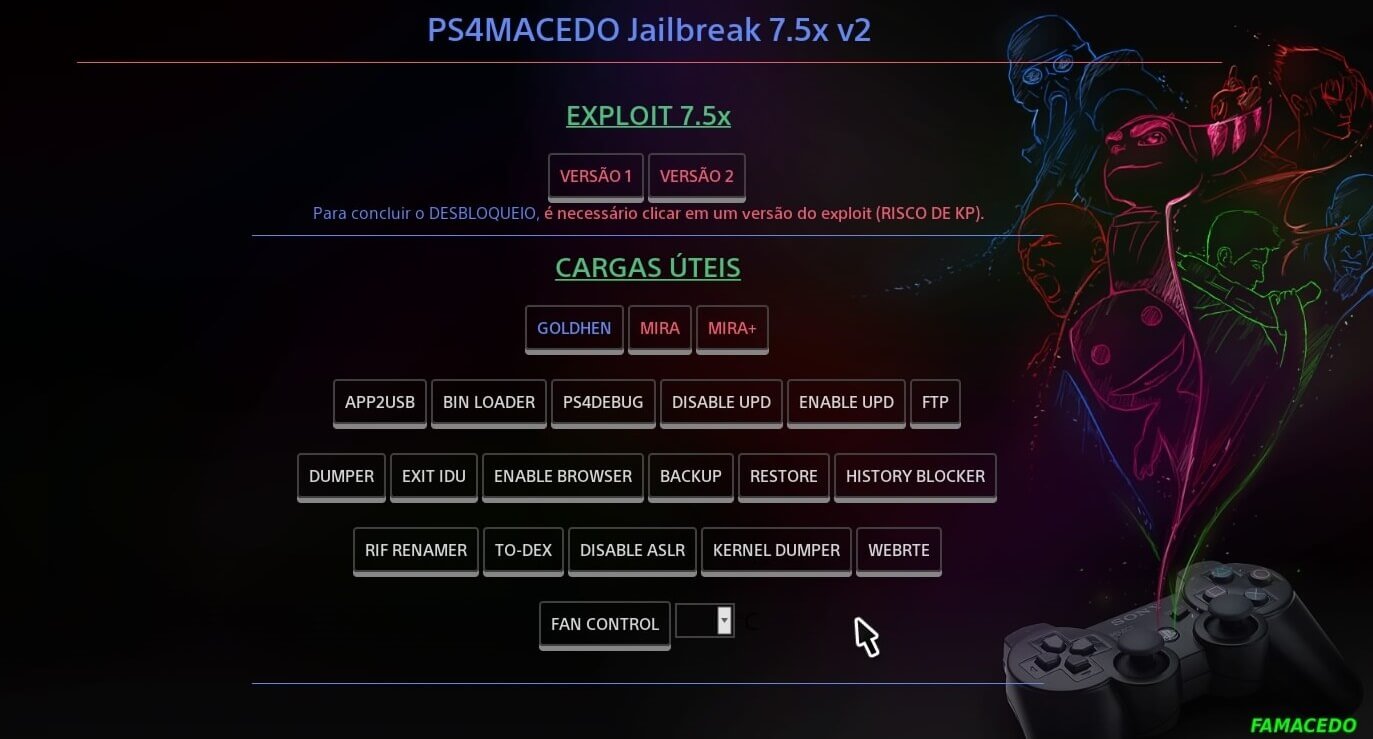 PS4MACEDO Jailbreak 7.5x v2
EXPLOIT 7.5x
VERSÃO 1 VERSÃO 2
Para concluir o DESBLOQUEIO, é necessário clicar em um versão do exploit (RISCO DE KP).
CARGAS ÚTEIS
GOLDHEN MIRA MIRA+
APP2USB BIN LOADER PS4DEBUG DISABLE UPD ENABLE UPD FTP
DUMPER EXIT IDU ENABLE BROWSER BACKUP RESTORE HISTORY BLOCKER
RIF RENAMER TO-DEX DISABLE ASLR KERNEL DUMPER WEBRTE
FAN CONTROL C
SONY
FAMACEDO